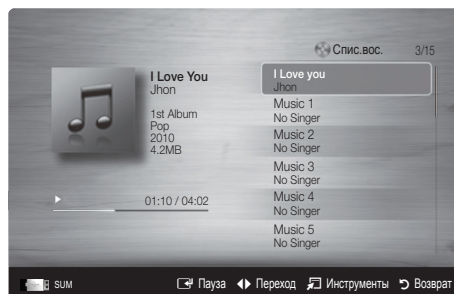 Спис.вос. 3/15
I Love You
Jhon
1st Album
Pop
2010
4.2MB
01:10 / 04:02
I Love you
Jhon
Music 1
No Singer
Music 2
No Singer
Music 3
No Singer
Music 4
No Singer
Music 5
No Singer
SUM Пауза Переход Инструменты Возврат